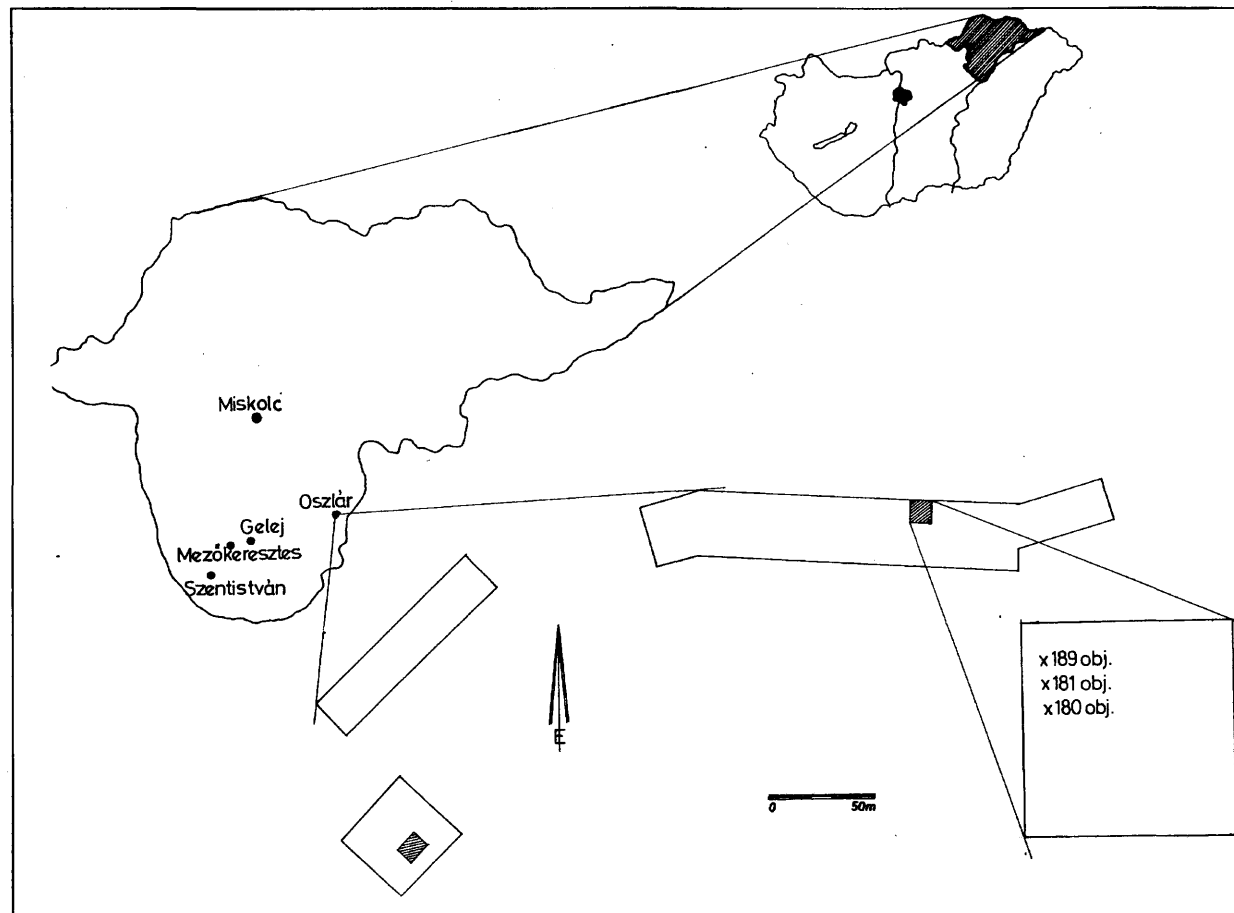 Miskolc
Oszlár
Gelej
Mezőkeresztes
Szentistván
x 189 obj.
x 181 obj.
x 180 obj.
E
0 50m